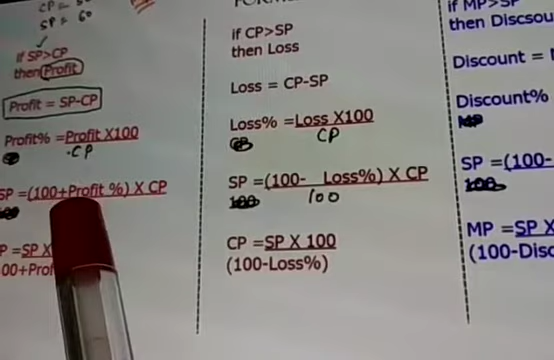 SP = 60
if SP>CP
then Profit
Profit = SP-CP
Profit% =Profit X100
CP
SP =(100+Profit %) X CP
P =SP X
00+Prof
if CP>SP
then Loss
Loss = CP-SP
Loss% =Loss X100
CP
SP =(100- Loss%) X CP
100
100
CP =SP X 100
(100-Loss%)
if MP>SP
then Discsou
Discount =
Discount%
MP
SP =(100-
100
MP =SP X
(100-Disc